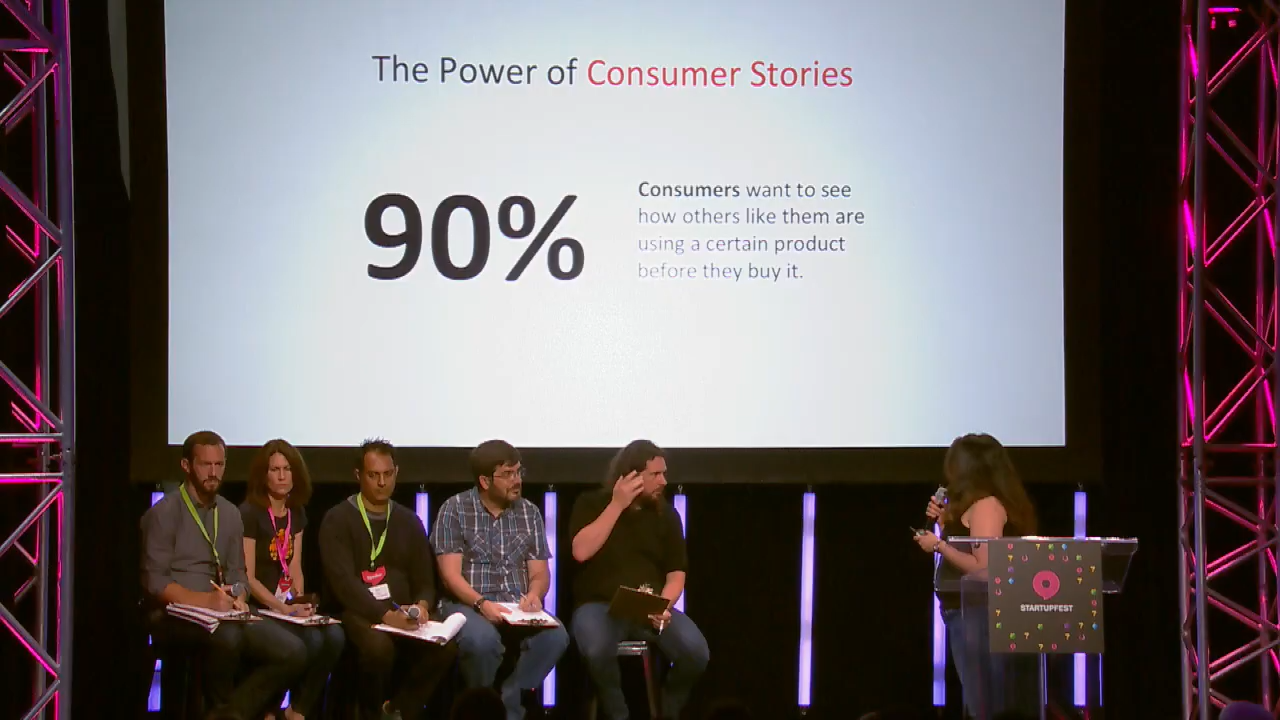 The Power of Consumer Stories
90%
Consumers want to see
how others like them are
using a certain product
before they buy it.
STARTUPFEST